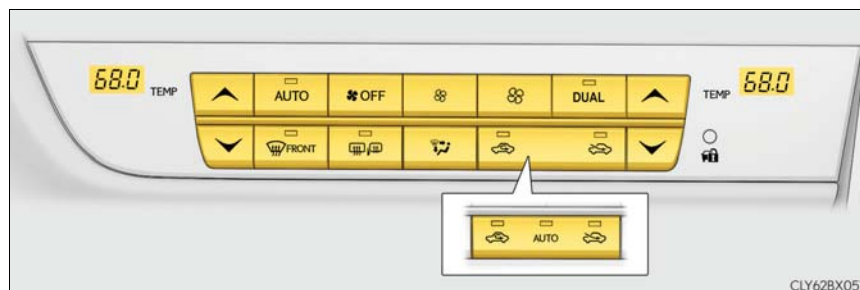 68.0 TEMP AUTO OFF DUAL TEMP 68.0
FRONT
AUTO
CLY62BX05